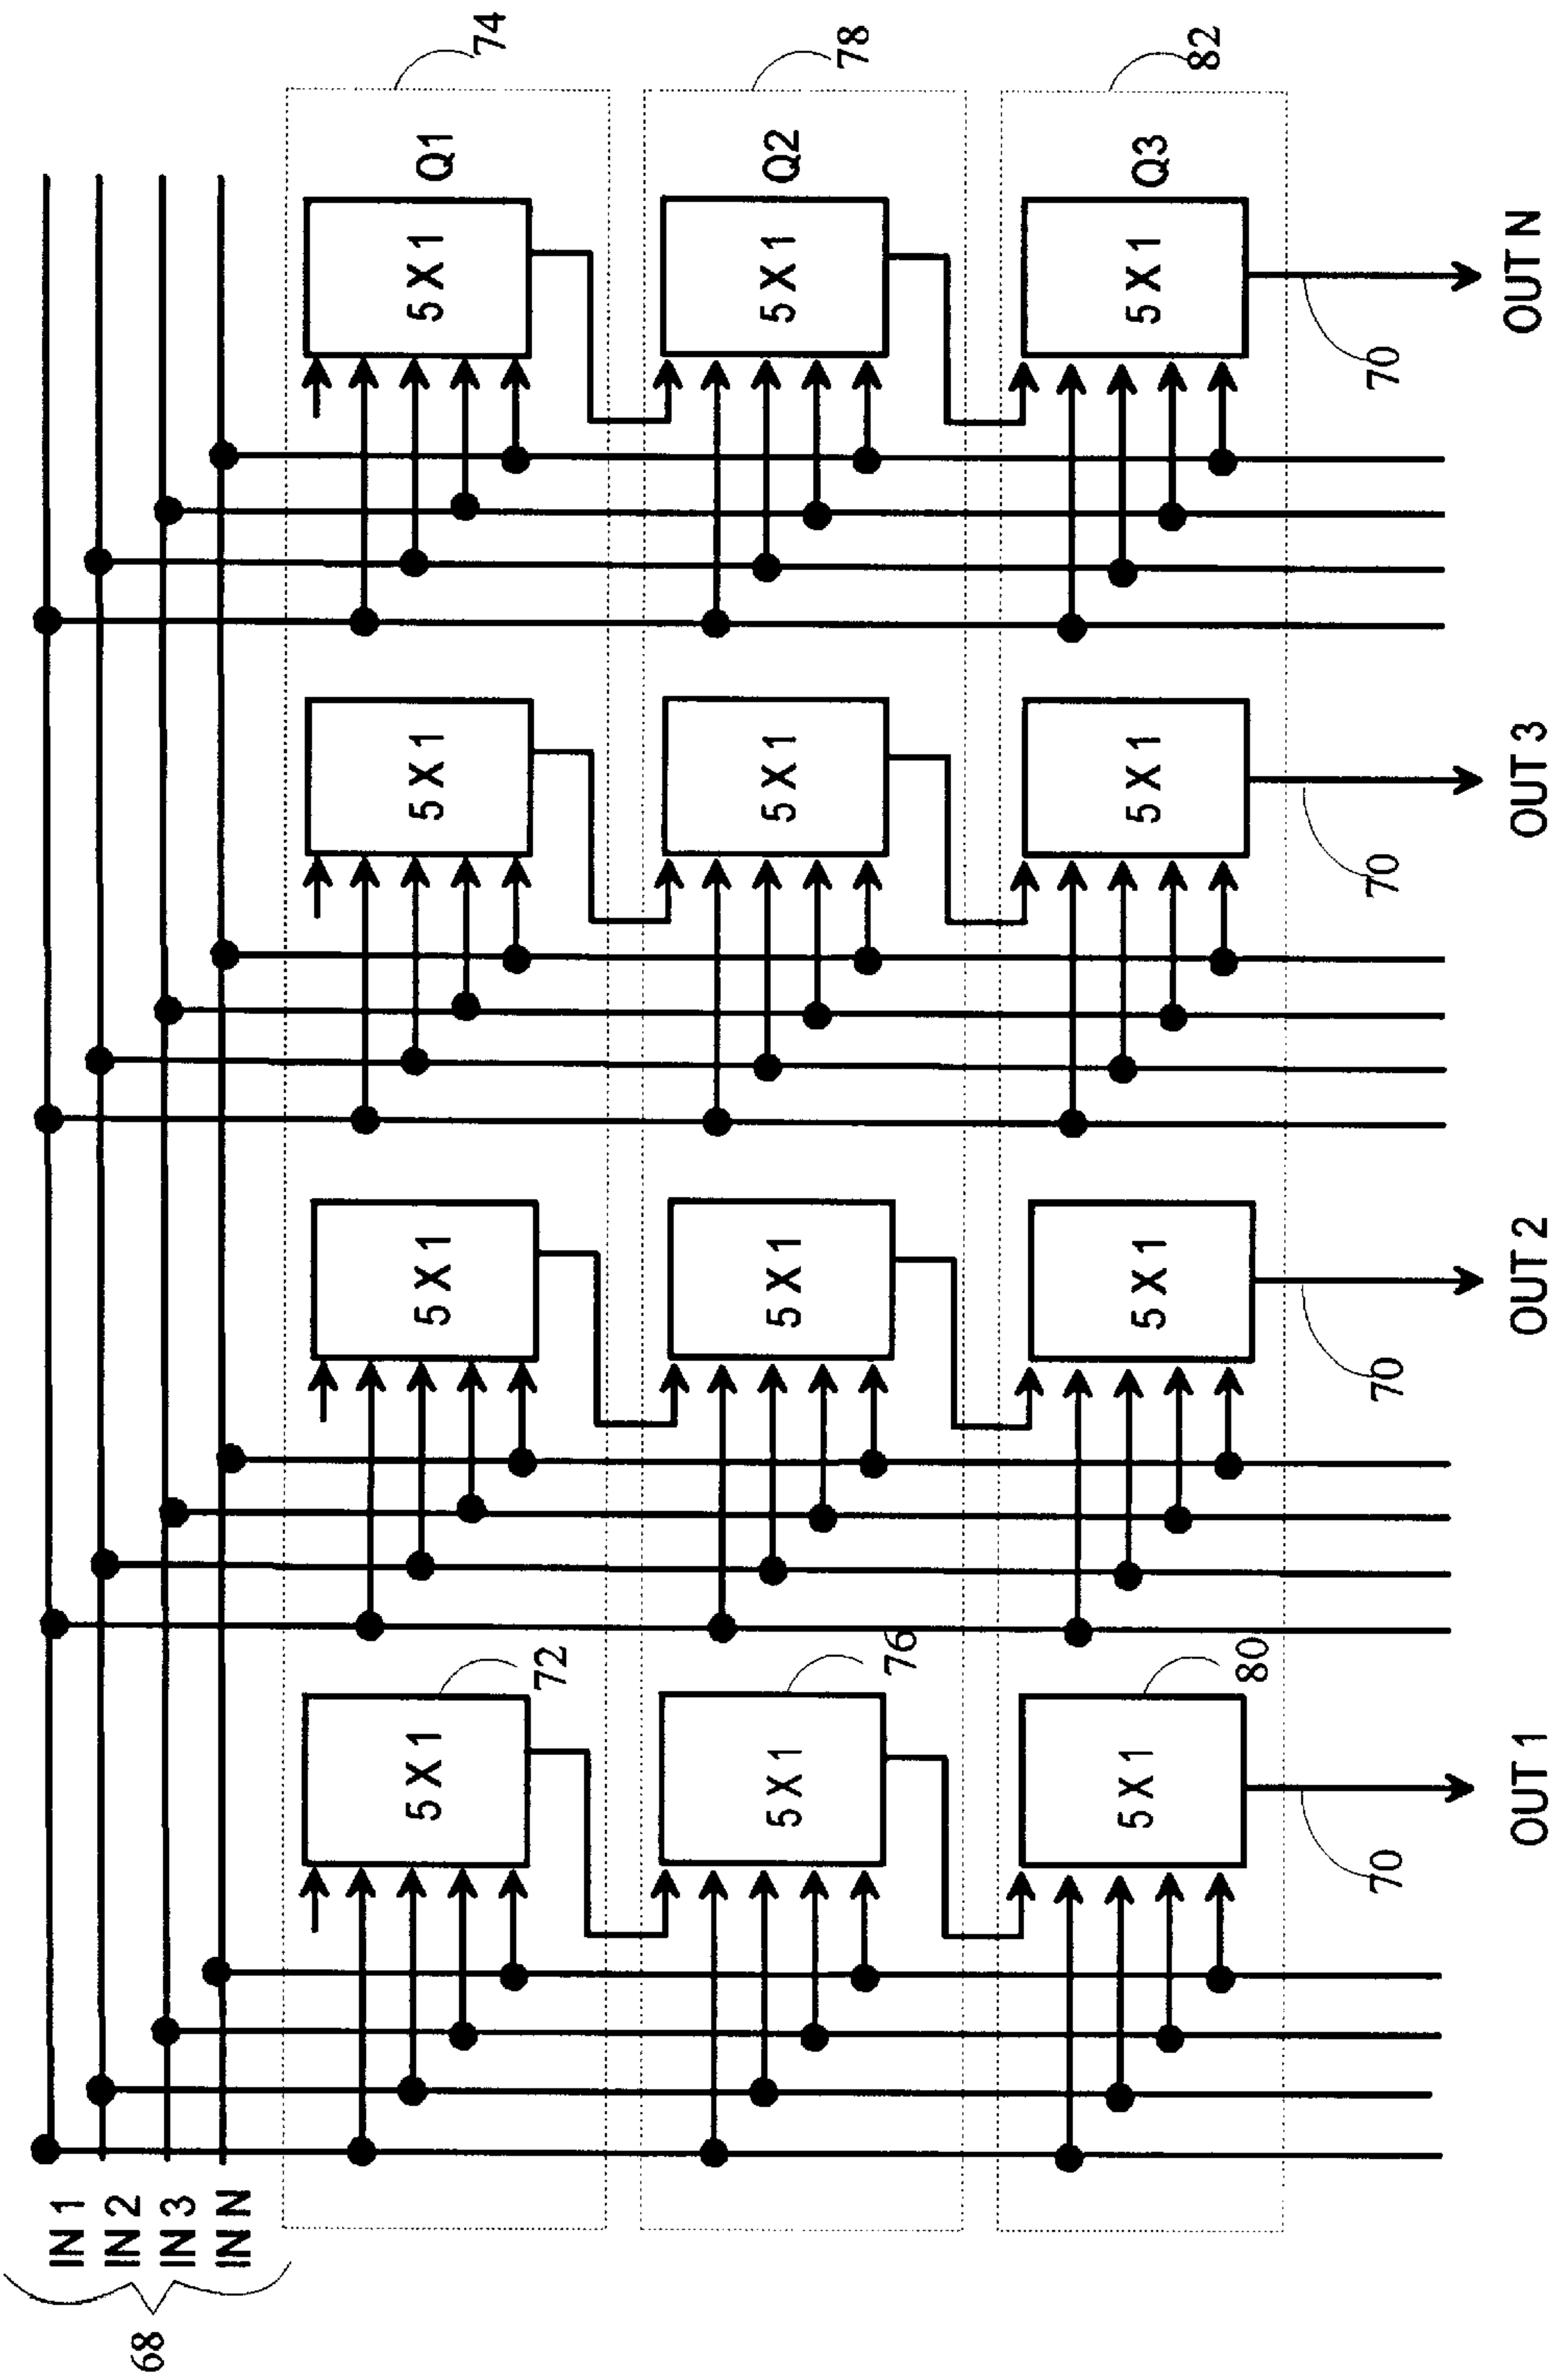 68
IN 1
IN 2
IN 3
IN N
74
5 X 1
5 X 1
5 X 1
5 X 1
Q1
72
78
5 X 1
5 X 1
5 X 1
5 X 1
Q2
76
82
5 X 1
5 X 1
5 X 1
5 X 1
Q3
80
70
70
70
70
OUT 1
OUT 2
OUT 3
OUT N